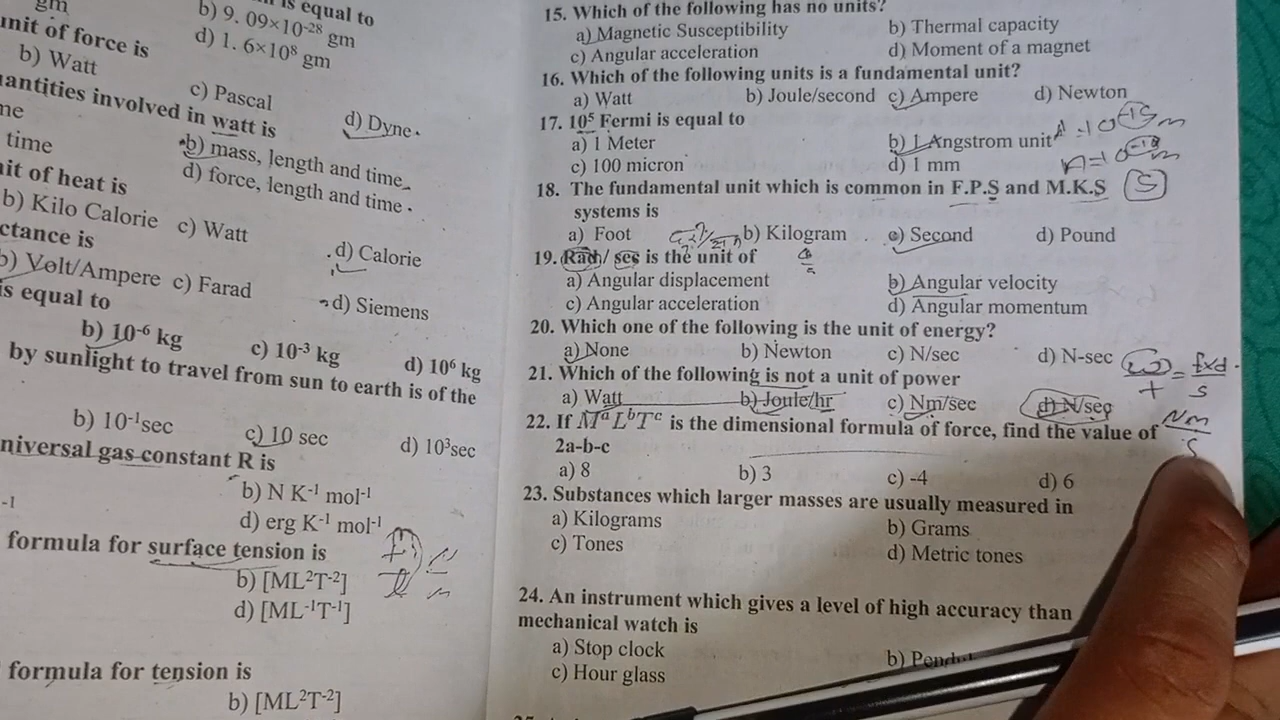 gm
is equal to
b) 9. 09×10⁻²⁸ gm
d) 1. 6×10⁸ gm
unit of force is
b) Watt
c) Pascal
d) Dyne
antities involved in watt is
me
b) mass, length and time
time
d) force, length and time
it of heat is
b) Kilo Calorie c) Watt
d) Calorie
ctance is
b) Volt/Ampere c) Farad
d) Siemens
is equal to
b) 10⁻⁶ kg
c) 10⁻³ kg
d) 10⁶ kg
by sunlight to travel from sun to earth is of the
b) 10⁻¹sec
c) 10 sec
d) 10³sec
niversal gas constant R is
b) N K⁻¹ mol⁻¹
-1
d) erg K⁻¹ mol⁻¹
formula for surface tension is
b) [ML²T⁻²]
d) [ML⁻¹T⁻¹]
formula for tension is
b) [ML²T⁻²]
15. Which of the following has no units?
a) Magnetic Susceptibility b) Thermal capacity
c) Angular acceleration d) Moment of a magnet
16. Which of the following units is a fundamental unit?
a) Watt b) Joule/second c) Ampere d) Newton
17. 10⁵ Fermi is equal to
a) 1 Meter b) 1 Angstrom unit
c) 100 micron d) 1 mm
18. The fundamental unit which is common in F.P.S and M.K.S
systems is
a) Foot b) Kilogram c) Second d) Pound
19. Rad/ sec is the unit of
a) Angular displacement b) Angular velocity
c) Angular acceleration d) Angular momentum
20. Which one of the following is the unit of energy?
a) None b) Newton c) N/sec d) N-sec
21. Which of the following is not a unit of power
a) Watt b) Joule/hr c) Nm/sec d) N/sec
22. If MᵃLᵇTᶜ is the dimensional formula of force, find the value of
2a-b-c
a) 8 b) 3 c) -4 d) 6
23. Substances which larger masses are usually measured in
a) Kilograms b) Grams
c) Tones d) Metric tones
24. An instrument which gives a level of high accuracy than
mechanical watch is
a) Stop clock
c) Hour glass